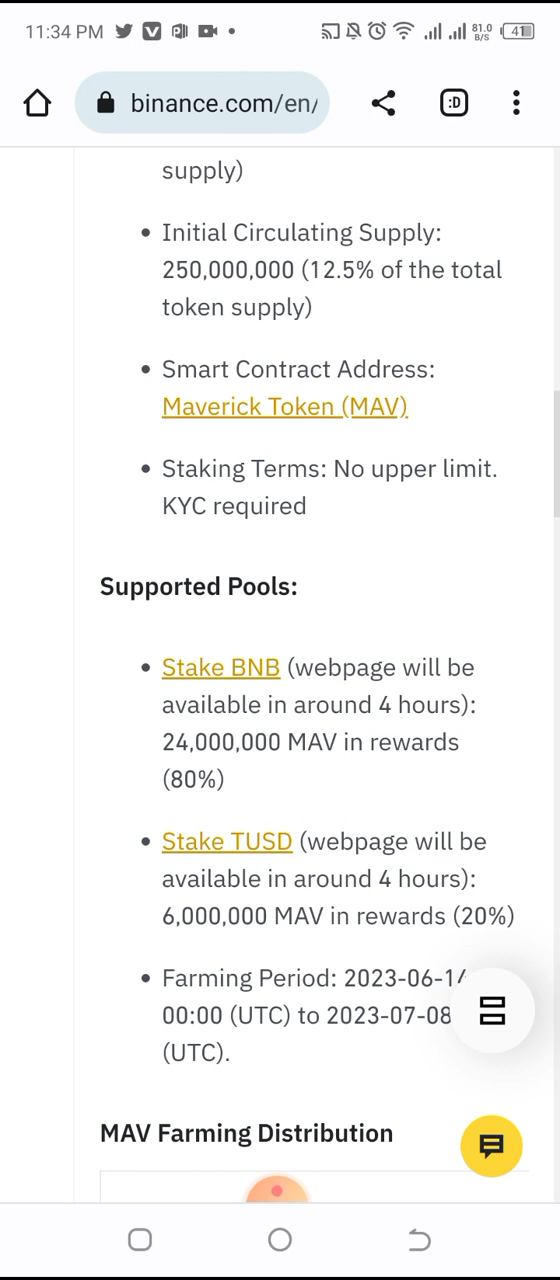 11:34 PM
81.0
B/S
41
binance.com/en/
:D
supply)
• Initial Circulating Supply:
250,000,000 (12.5% of the total
token supply)
• Smart Contract Address:
Maverick Token (MAV)
• Staking Terms: No upper limit.
KYC required
Supported Pools:
• Stake BNB (webpage will be
available in around 4 hours):
24,000,000 MAV in rewards
(80%)
• Stake TUSD (webpage will be
available in around 4 hours):
6,000,000 MAV in rewards (20%)
• Farming Period: 2023-06-14
00:00 (UTC) to 2023-07-08
(UTC).
MAV Farming Distribution